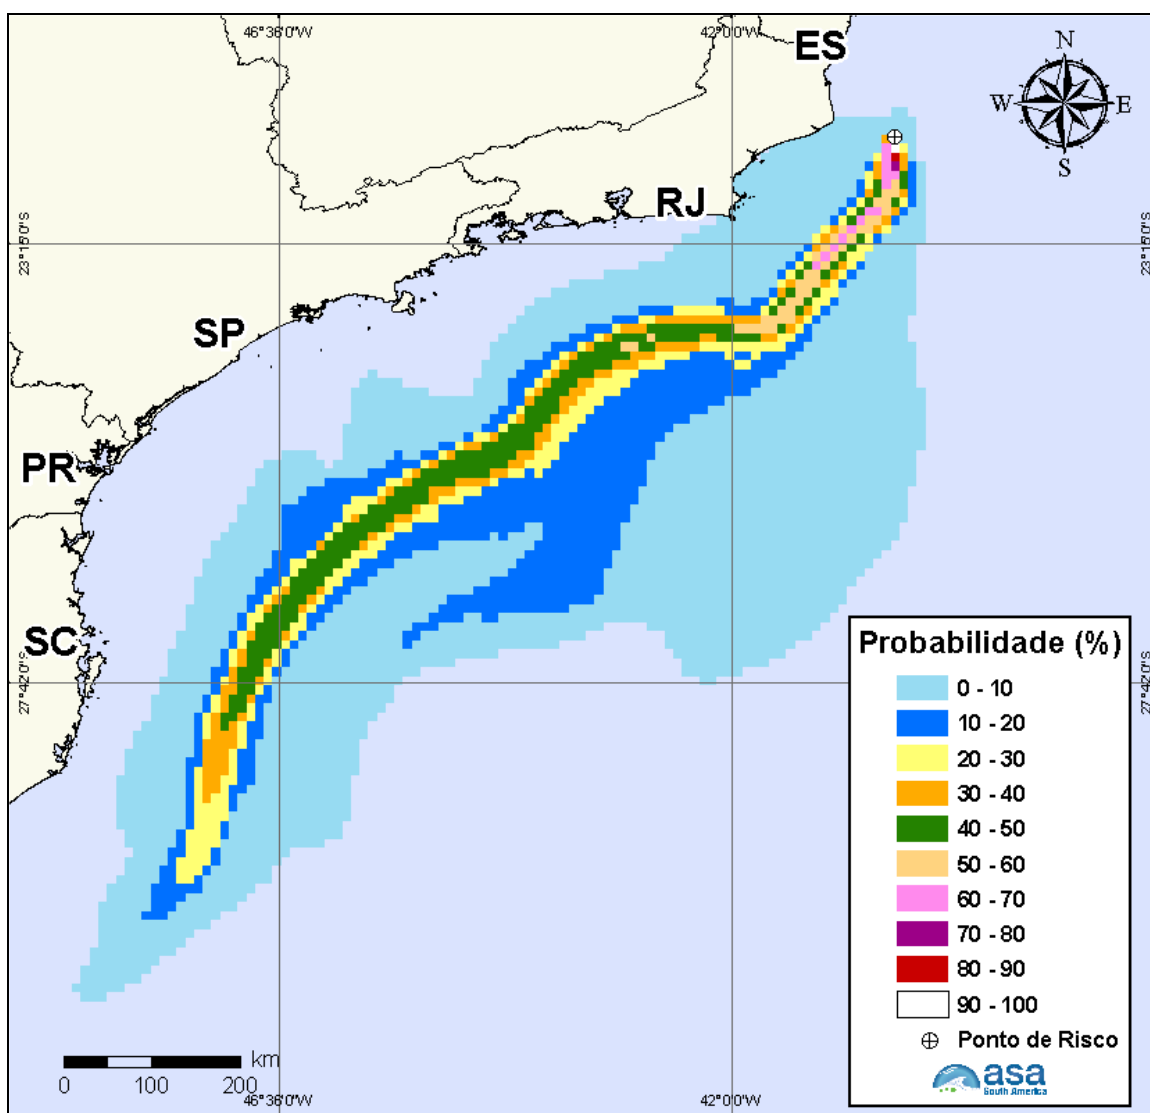 46°36'0"W
42°0'0"W
ES
N
W
E
S
RJ
23°15'0"S
23°15'0"S
SP
PR
SC
27°42'0"S
27°42'0"S
Probabilidade (%)
0 - 10
10 - 20
20 - 30
30 - 40
40 - 50
50 - 60
60 - 70
70 - 80
80 - 90
90 - 100
Ponto de Risco
asa
South America
km
0 100 200
46°36'0"W
42°0'0"W